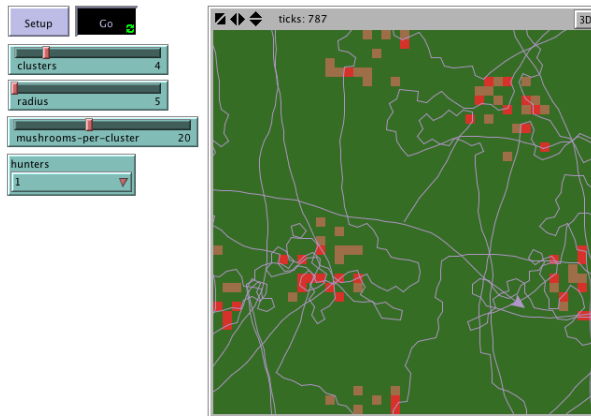 Setup
Go
ticks: 787
3D
clusters 4
radius 5
mushrooms-per-cluster 20
hunters
1